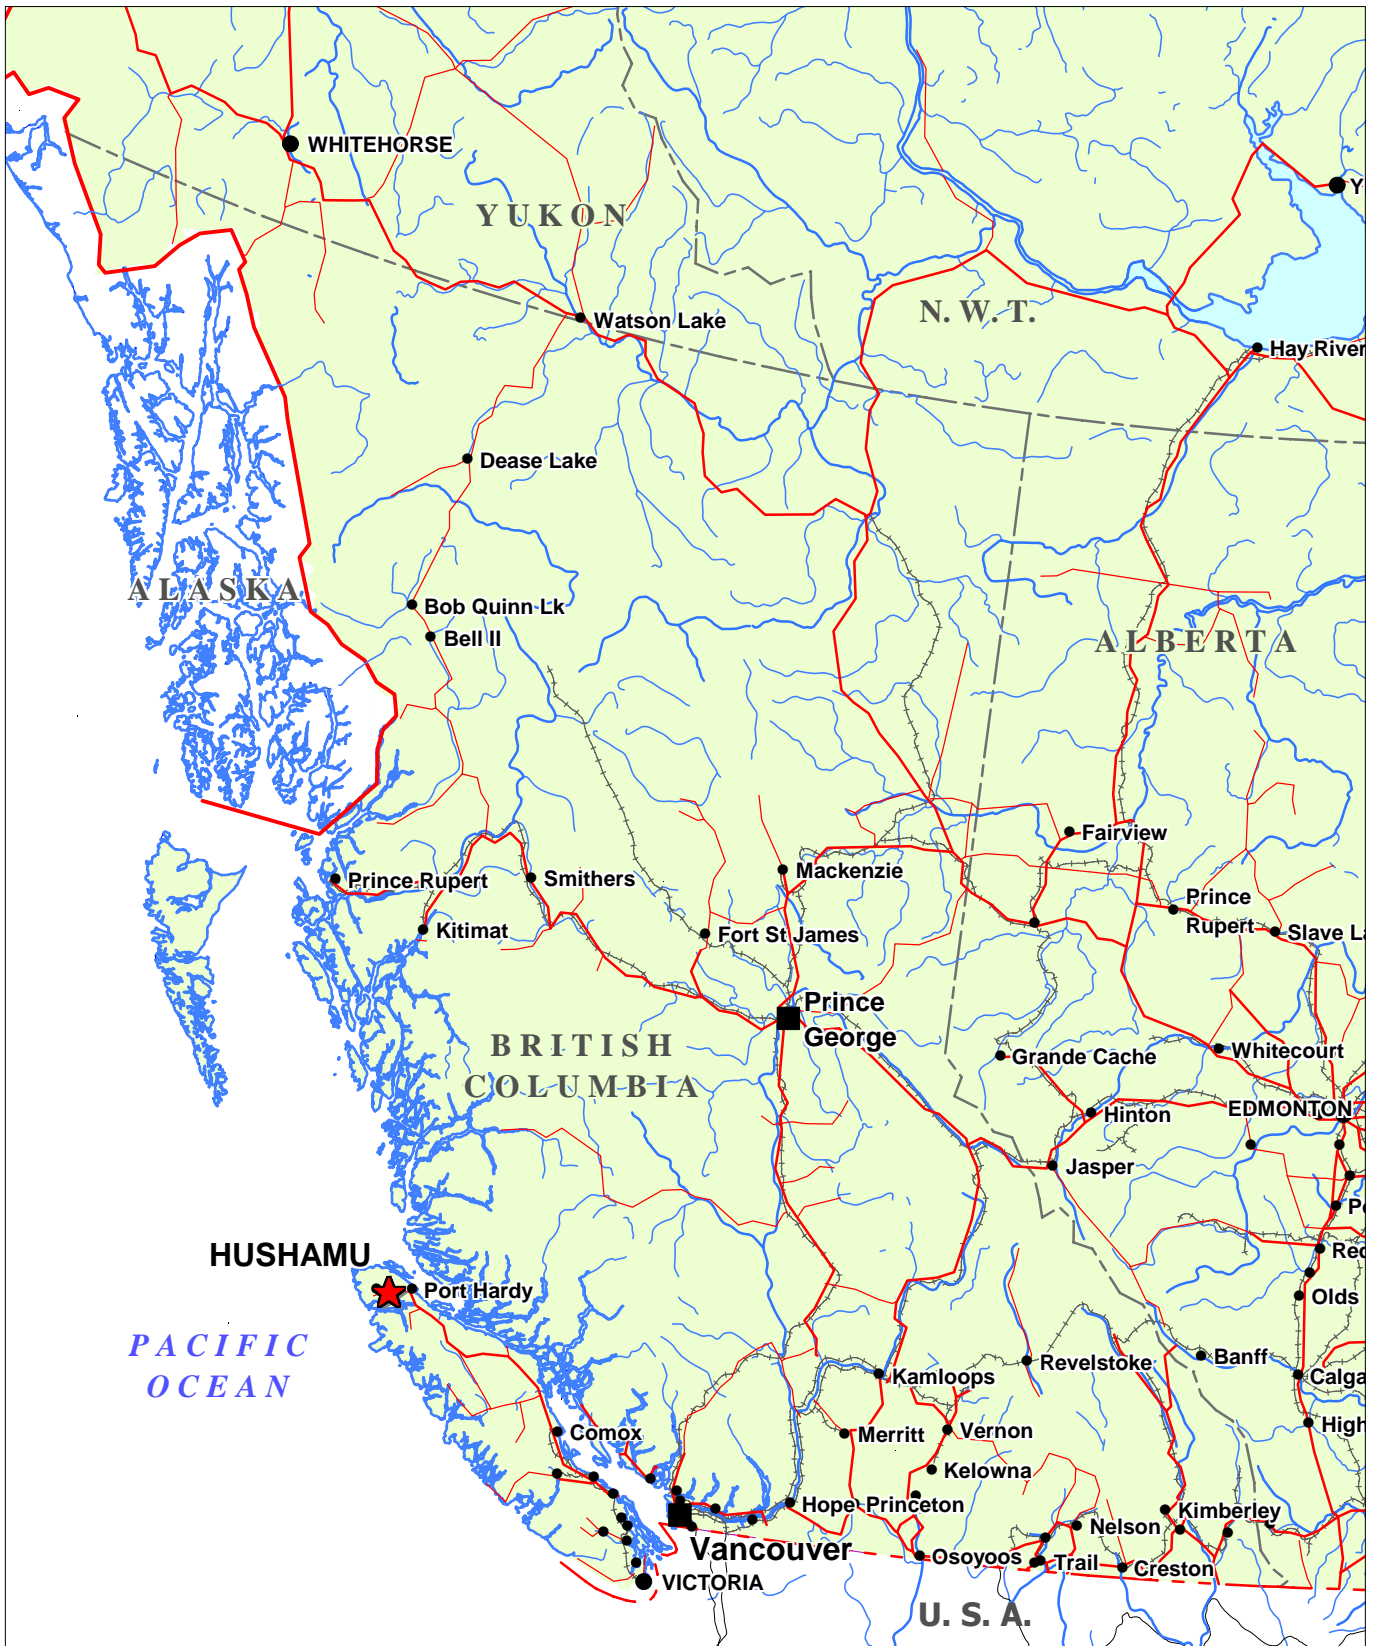 WHITEHORSE
Y
YUKON
N. W. T.
Watson Lake
Hay River
Dease Lake
ALASKA
Bob Quinn Lk
Bell II
ALBERTA
Fairview
Mackenzie
Prince Rupert
Smithers
Prince
Rupert
Kitimat
Fort St James
Slave La
Prince
George
BRITISH
COLUMBIA
Grande Cache
Whitecourt
Hinton
EDMONTON
Jasper
Po
Red
HUSHAMU
Port Hardy
Olds
PACIFIC
OCEAN
Kamloops
Revelstoke
Banff
Calga
Comox
Merritt
Vernon
High
Kelowna
Hope
Princeton
Kimberley
Nelson
Vancouver
Osoyoos
Trail
Creston
VICTORIA
U. S. A.